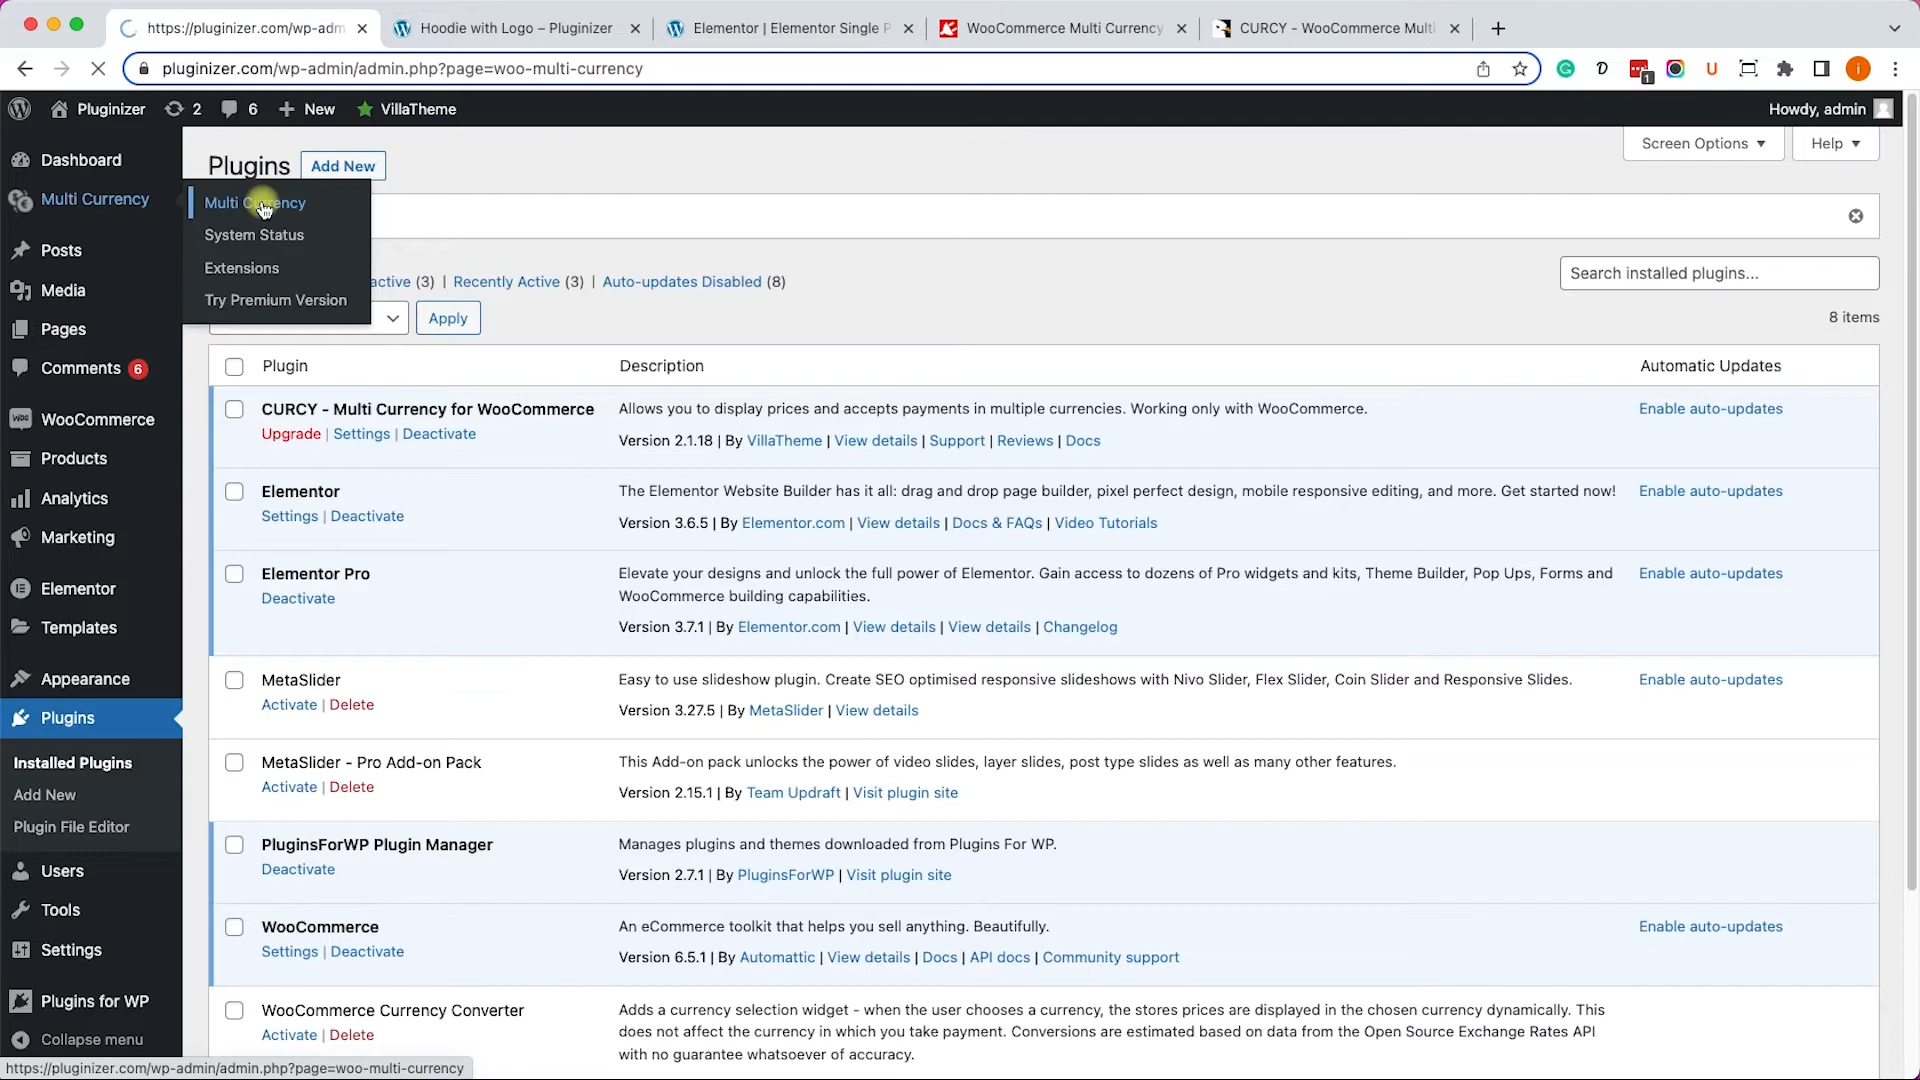 https://pluginizer.com/wp-adm
Hoodie with Logo – Pluginizer
Elementor | Elementor Single P
WooCommerce Multi Currency
CURCY - WooCommerce Multi
pluginizer.com/wp-admin/admin.php?page=woo-multi-currency
1
i
Pluginizer
2
6
New
VillaTheme
Howdy, admin
Dashboard
Multi Currency
Posts
Media
Pages
Comments 6
WooCommerce
Products
Analytics
Marketing
Elementor
Templates
Appearance
Plugins
Installed Plugins
Add New
Plugin File Editor
Users
Tools
Settings
Plugins for WP
Collapse menu
Multi Currency
System Status
Extensions
Try Premium Version
Plugins
Add New
Screen Options
Help
active (3) | Recently Active (3) | Auto-updates Disabled (8)
Search installed plugins...
Apply
8 items
Plugin
Description
Automatic Updates
CURCY - Multi Currency for WooCommerce
Upgrade | Settings | Deactivate
Allows you to display prices and accepts payments in multiple currencies. Working only with WooCommerce.
Version 2.1.18 | By VillaTheme | View details | Support | Reviews | Docs
Enable auto-updates
Elementor
Settings | Deactivate
The Elementor Website Builder has it all: drag and drop page builder, pixel perfect design, mobile responsive editing, and more. Get started now!
Version 3.6.5 | By Elementor.com | View details | Docs & FAQs | Video Tutorials
Enable auto-updates
Elementor Pro
Deactivate
Elevate your designs and unlock the full power of Elementor. Gain access to dozens of Pro widgets and kits, Theme Builder, Pop Ups, Forms and
WooCommerce building capabilities.
Version 3.7.1 | By Elementor.com | View details | View details | Changelog
Enable auto-updates
MetaSlider
Activate | Delete
Easy to use slideshow plugin. Create SEO optimised responsive slideshows with Nivo Slider, Flex Slider, Coin Slider and Responsive Slides.
Version 3.27.5 | By MetaSlider | View details
Enable auto-updates
MetaSlider - Pro Add-on Pack
Activate | Delete
This Add-on pack unlocks the power of video slides, layer slides, post type slides as well as many other features.
Version 2.15.1 | By Team Updraft | Visit plugin site
PluginsForWP Plugin Manager
Deactivate
Manages plugins and themes downloaded from Plugins For WP.
Version 2.7.1 | By PluginsForWP | Visit plugin site
WooCommerce
Settings | Deactivate
An eCommerce toolkit that helps you sell anything. Beautifully.
Version 6.5.1 | By Automattic | View details | Docs | API docs | Community support
Enable auto-updates
WooCommerce Currency Converter
Activate | Delete
Adds a currency selection widget - when the user chooses a currency, the stores prices are displayed in the chosen currency dynamically. This
does not affect the currency in which you take payment. Conversions are estimated based on data from the Open Source Exchange Rates API
with no guarantee whatsoever of accuracy.
https://pluginizer.com/wp-admin/admin.php?page=woo-multi-currency